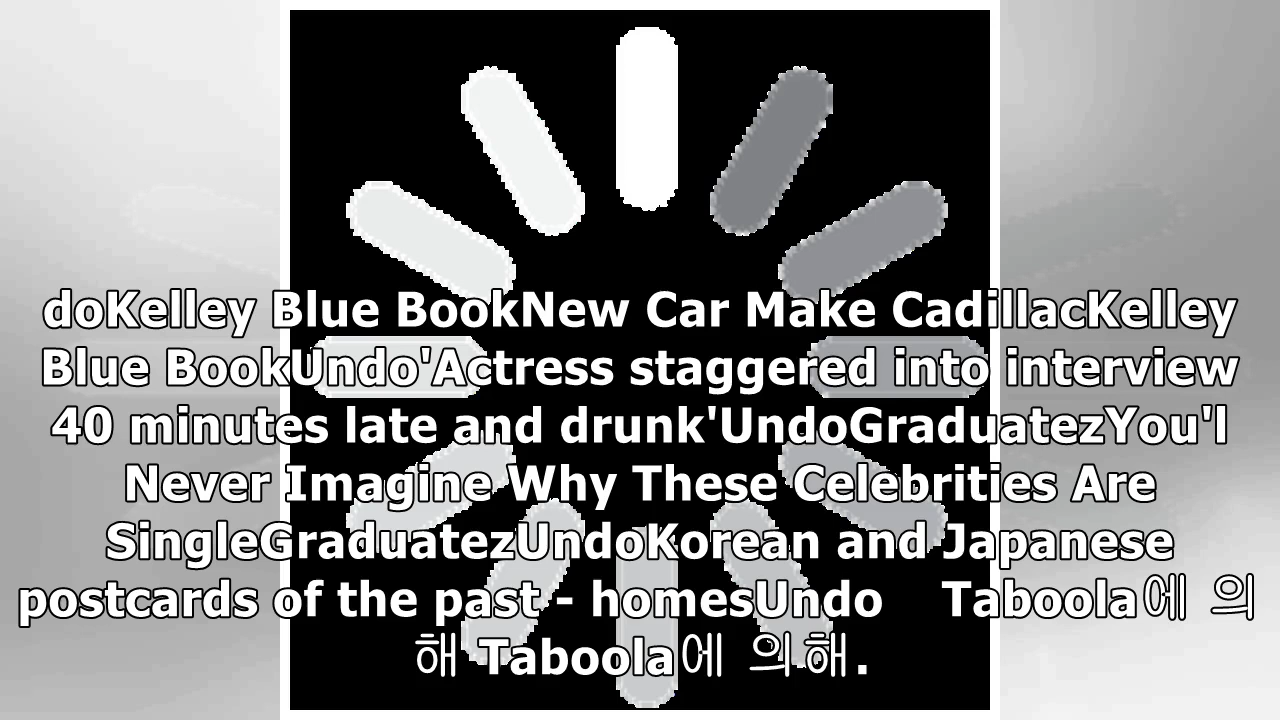 doKelley Blue BookNew Car Make CadillacKelley
Blue BookUndo'Actress staggered into interview
40 minutes late and drunk'UndoGraduatezYou'l
Never Imagine Why These Celebrities Are
SingleGraduatezUndoKorean and Japanese
postcards of the past - homesUndo    Taboola에 의
해 Taboola에 의해.